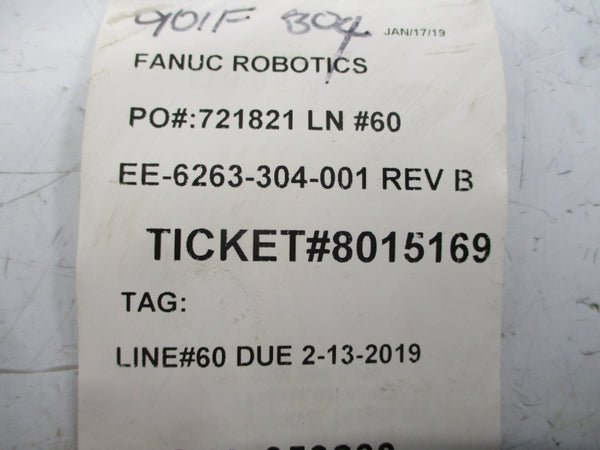 901F 304 JAN/17/19
FANUC ROBOTICS
PO#:721821 LN #60
EE-6263-304-001 REV B
TICKET#8015169
TAG:
LINE#60 DUE 2-13-2019